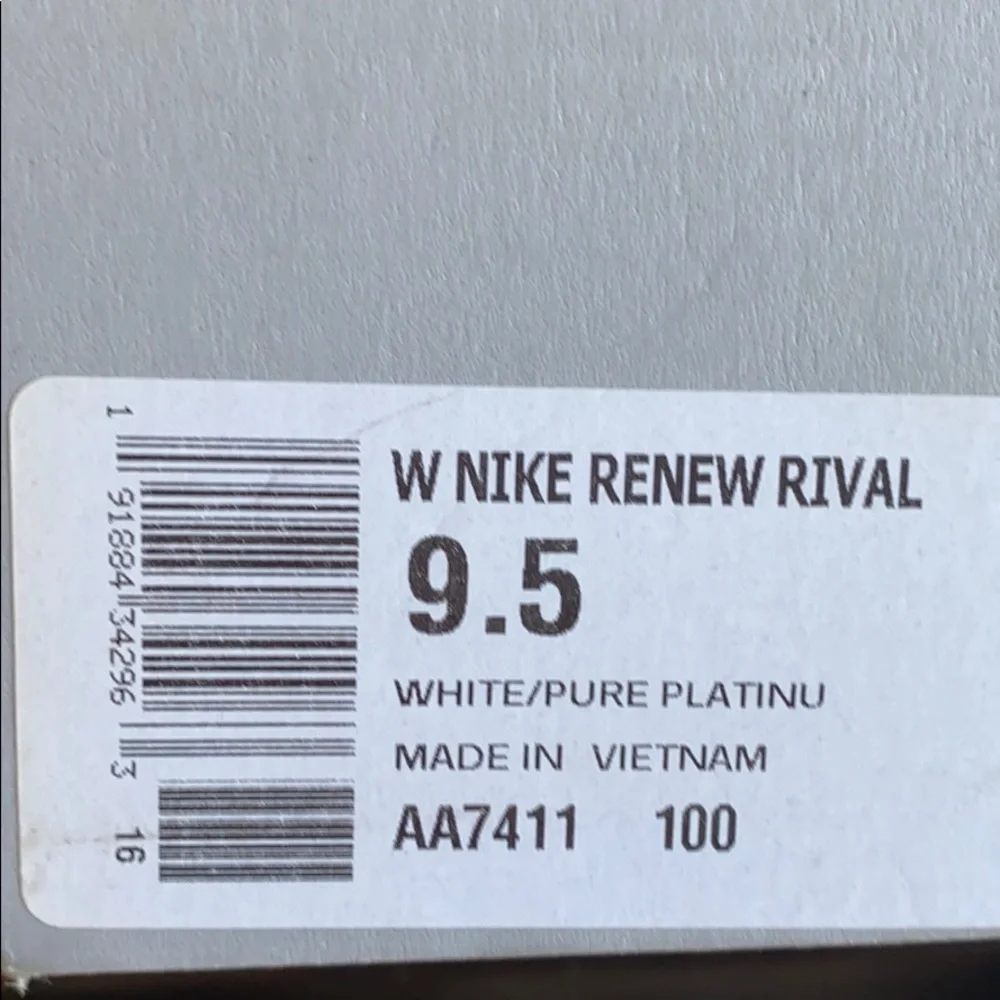 W NIKE RENEW RIVAL
9.5
WHITE/PURE PLATINU
MADE IN VIETNAM
AA7411 100
1 91884 34296 3 16